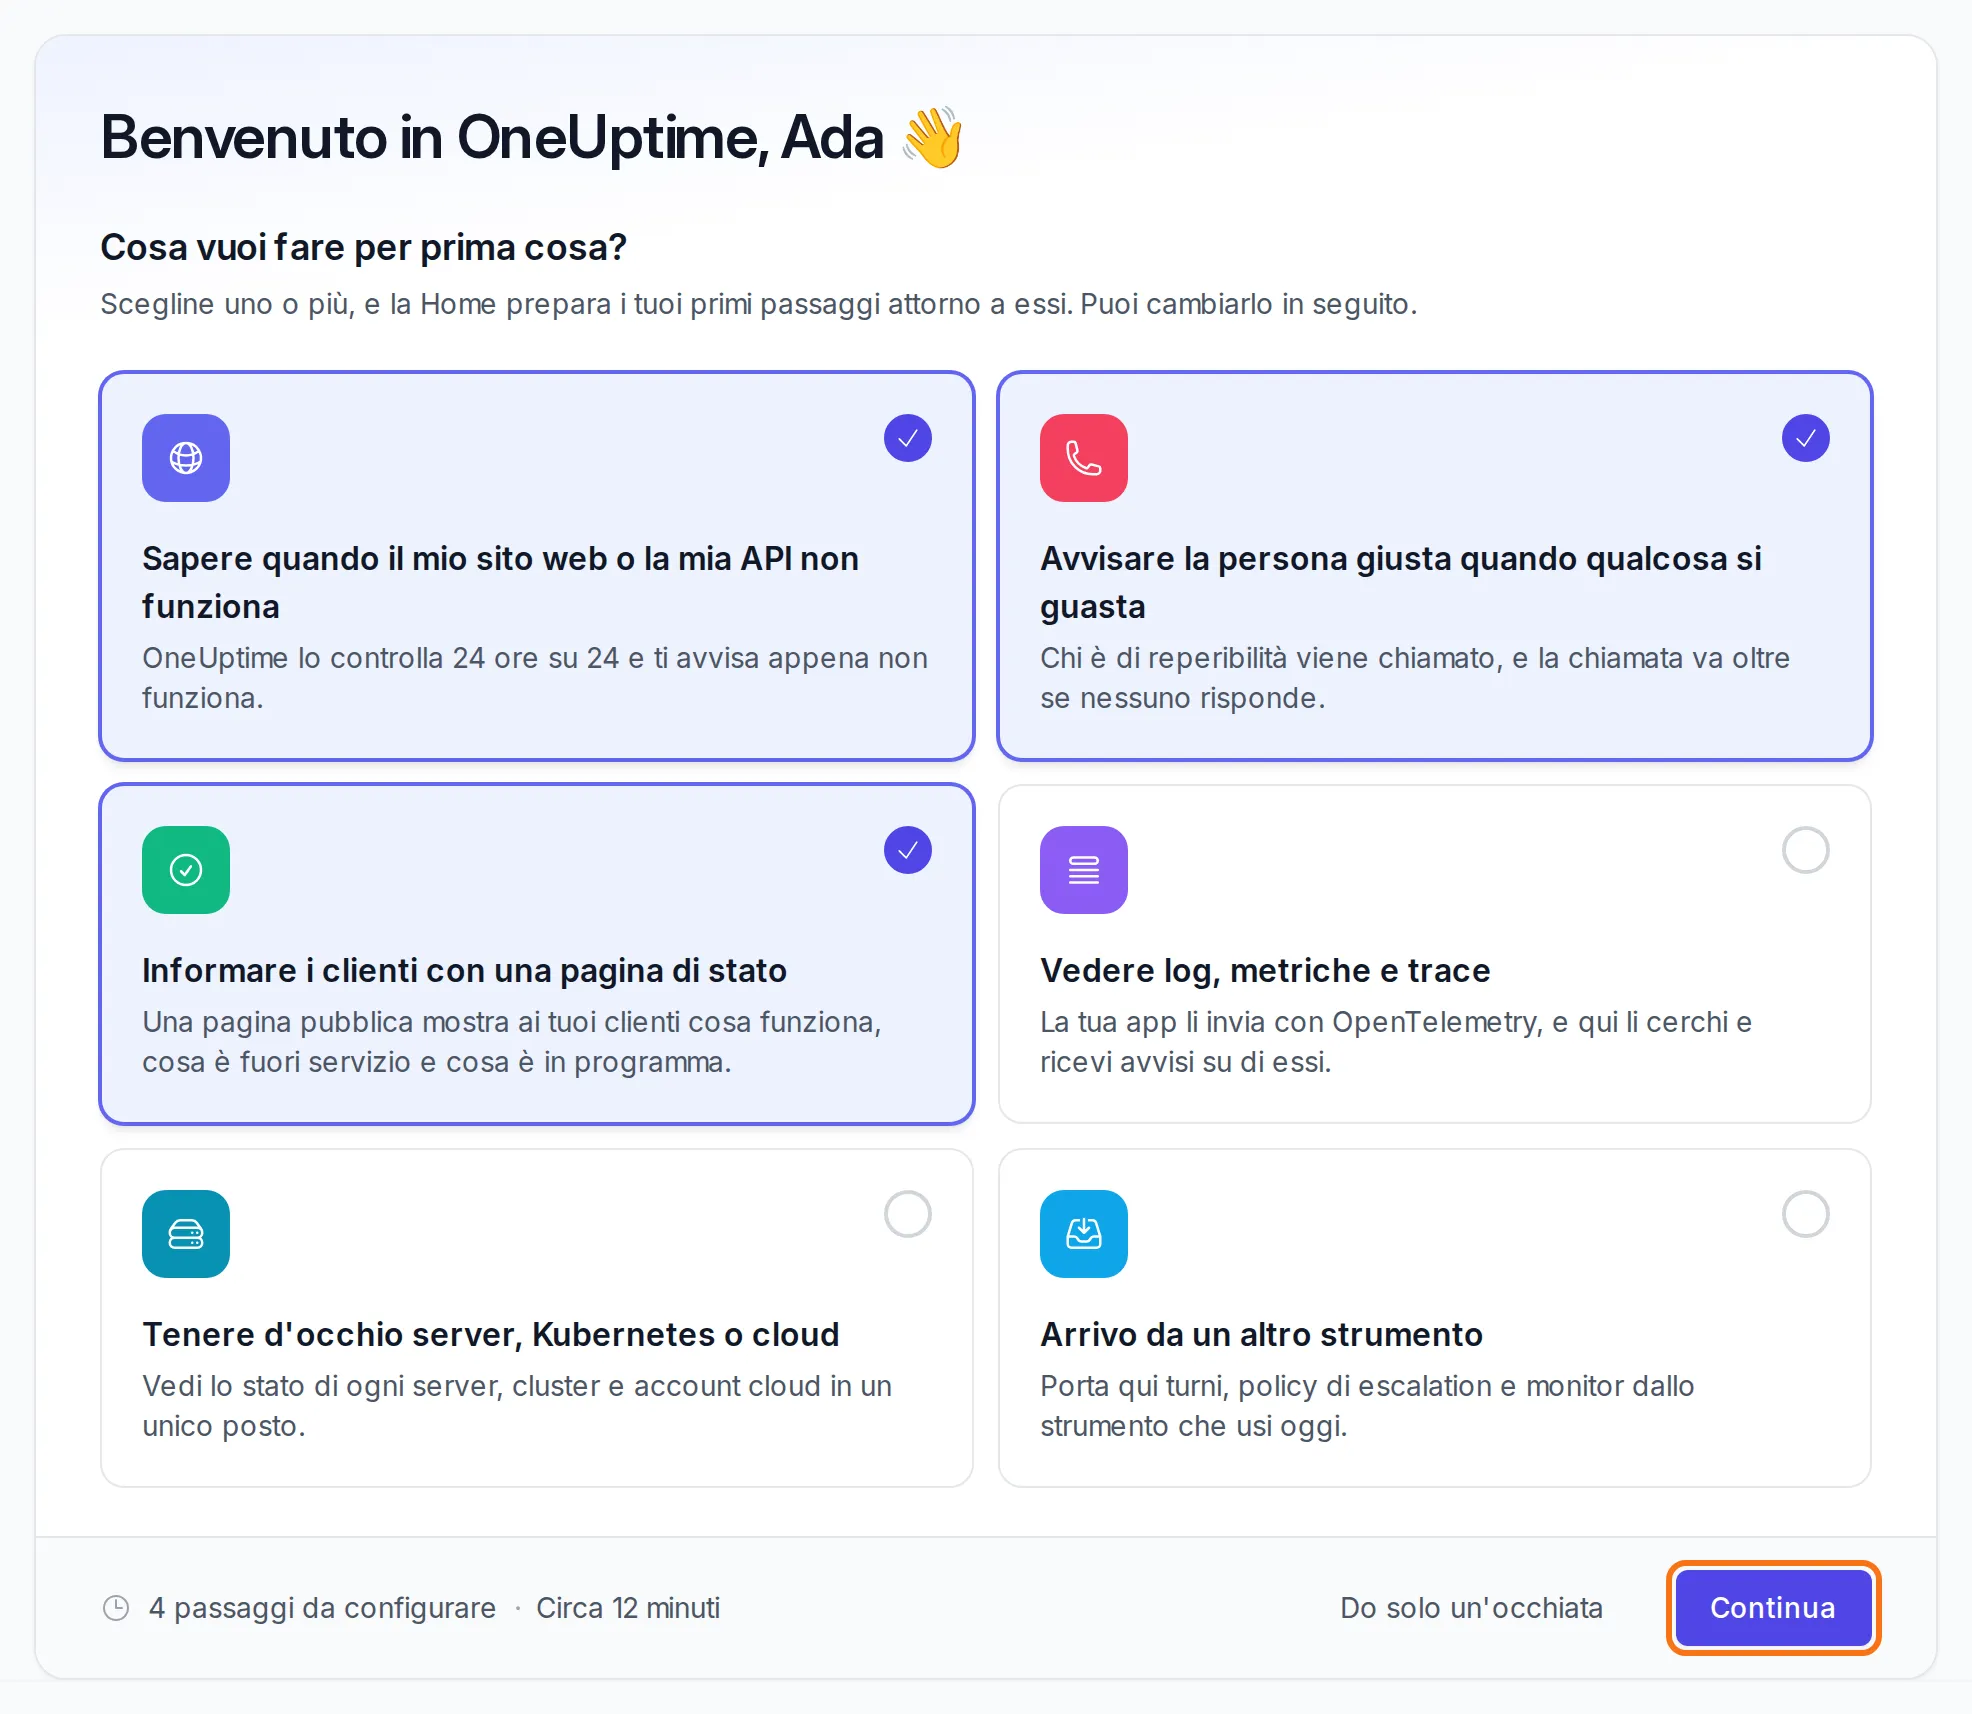 Benvenuto in OneUptime, Ada 👋
Cosa vuoi fare per prima cosa?
Scegline uno o più, e la Home prepara i tuoi primi passaggi attorno a essi. Puoi cambiarlo in seguito.
Sapere quando il mio sito web o la mia API non
funziona
OneUptime lo controlla 24 ore su 24 e ti avvisa appena non
funziona.
Avvisare la persona giusta quando qualcosa si
guasta
Chi è di reperibilità viene chiamato, e la chiamata va oltre
se nessuno risponde.
Informare i clienti con una pagina di stato
Una pagina pubblica mostra ai tuoi clienti cosa funziona,
cosa è fuori servizio e cosa è in programma.
Vedere log, metriche e trace
La tua app li invia con OpenTelemetry, e qui li cerchi e
ricevi avvisi su di essi.
Tenere d'occhio server, Kubernetes o cloud
Vedi lo stato di ogni server, cluster e account cloud in un
unico posto.
Arrivo da un altro strumento
Porta qui turni, policy di escalation e monitor dallo
strumento che usi oggi.
4 passaggi da configurare · Circa 12 minuti
Do solo un'occhiata
Continua